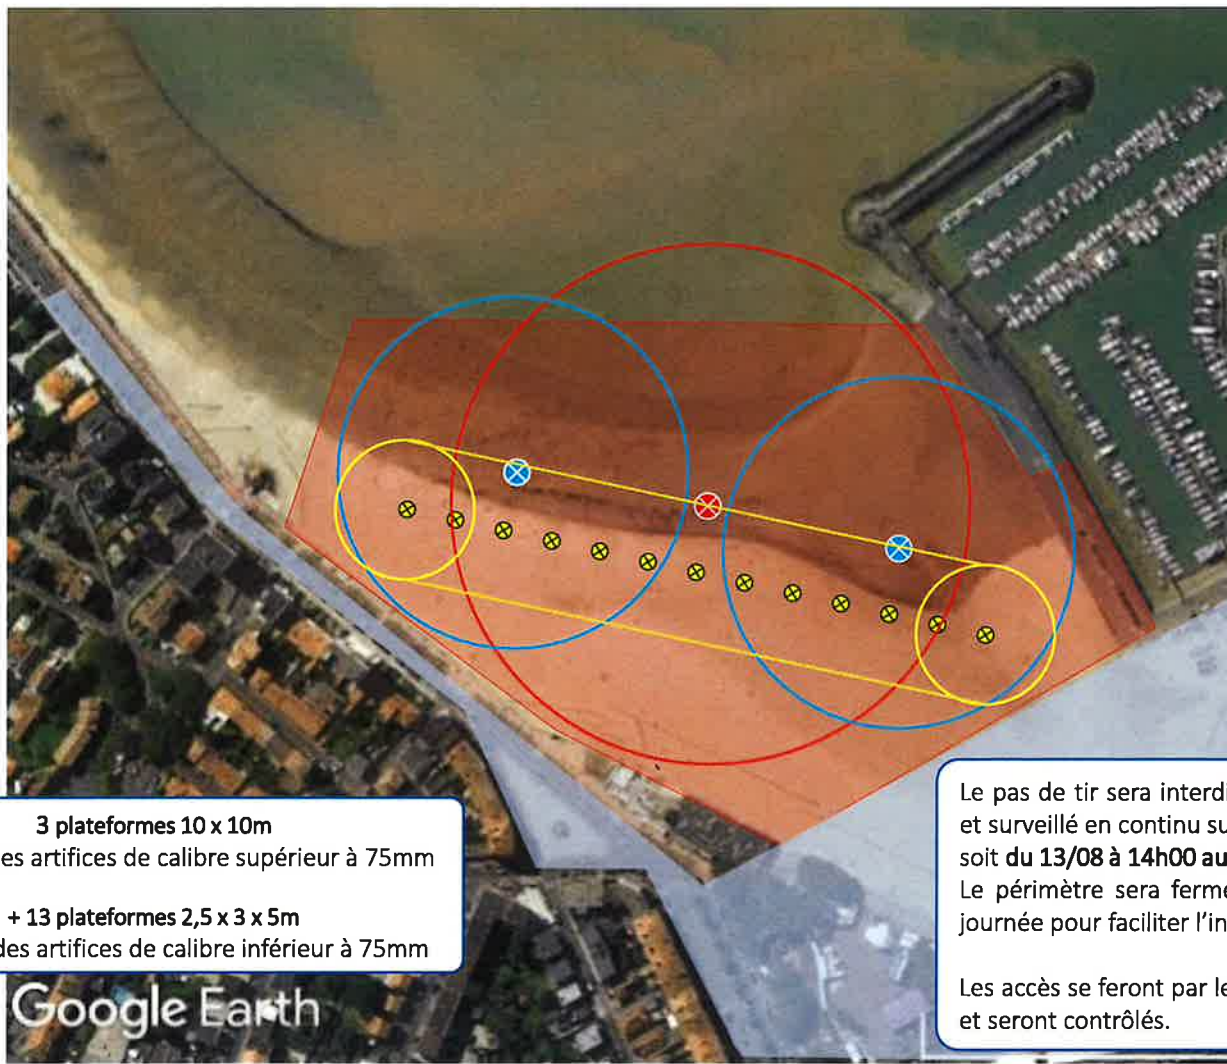 3 plateformes 10 x 10m
es artifices de calibre supérieur à 75mm
+ 13 plateformes 2,5 x 3 x 5m
des artifices de calibre inférieur à 75mm
Google Earth
Le pas de tir sera interdi
et surveillé en continu su
soit du 13/08 à 14h00 au
Le périmètre sera fermé
journée pour faciliter l'in
Les accès se feront par le
et seront contrôlés.